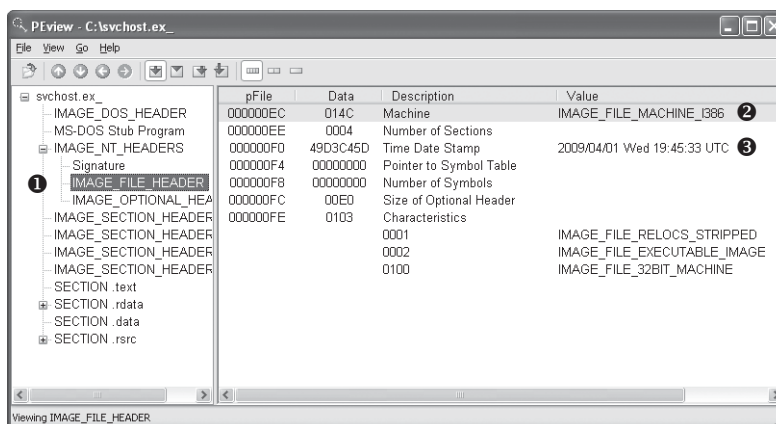 PEview - C:\svchost.ex_
File View Go Help
svchost.ex_
IMAGE_DOS_HEADER
MS-DOS Stub Program
IMAGE_NT_HEADERS
Signature
❶ IMAGE_FILE_HEADER
IMAGE_OPTIONAL_HEA
IMAGE_SECTION_HEADER
IMAGE_SECTION_HEADER
IMAGE_SECTION_HEADER
IMAGE_SECTION_HEADER
SECTION .text
SECTION .rdata
SECTION .data
SECTION .rsrc
pFile Data Description Value
000000EC 014C Machine IMAGE_FILE_MACHINE_I386 ❷
000000EE 0004 Number of Sections
000000F0 49D3C45D Time Date Stamp 2009/04/01 Wed 19:45:33 UTC ❸
000000F4 00000000 Pointer to Symbol Table
000000F8 00000000 Number of Symbols
000000FC 00E0 Size of Optional Header
000000FE 0103 Characteristics
0001 IMAGE_FILE_RELOCS_STRIPPED
0002 IMAGE_FILE_EXECUTABLE_IMAGE
0100 IMAGE_FILE_32BIT_MACHINE
Viewing IMAGE_FILE_HEADER